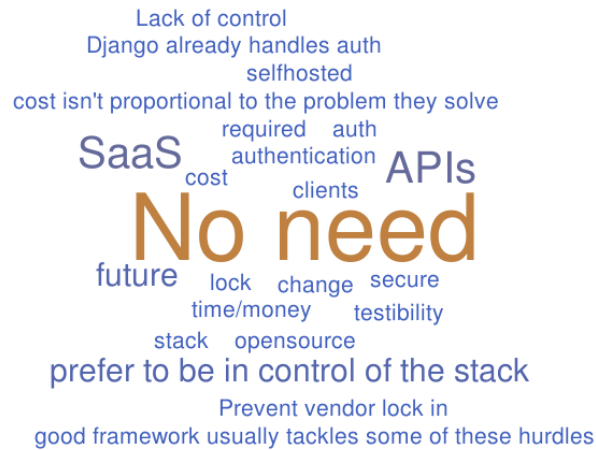 Lack of control
Django already handles auth
selfhosted
cost isn't proportional to the problem they solve
required auth
SaaS authentication APIs
cost clients
No need
future lock change secure
time/money testibility
stack opensource
prefer to be in control of the stack
Prevent vendor lock in
good framework usually tackles some of these hurdles